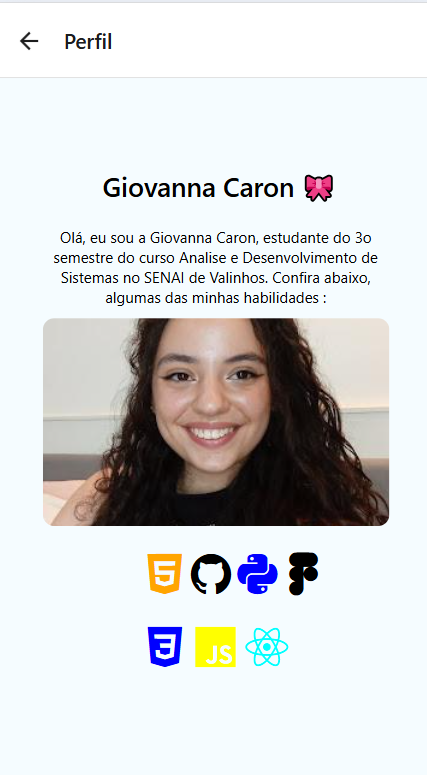 Perfil
Giovanna Caron
Olá, eu sou a Giovanna Caron, estudante do 3o
semestre do curso Analise e Desenvolvimento de
Sistemas no SENAI de Valinhos. Confira abaixo,
algumas das minhas habilidades :
5
3
JS